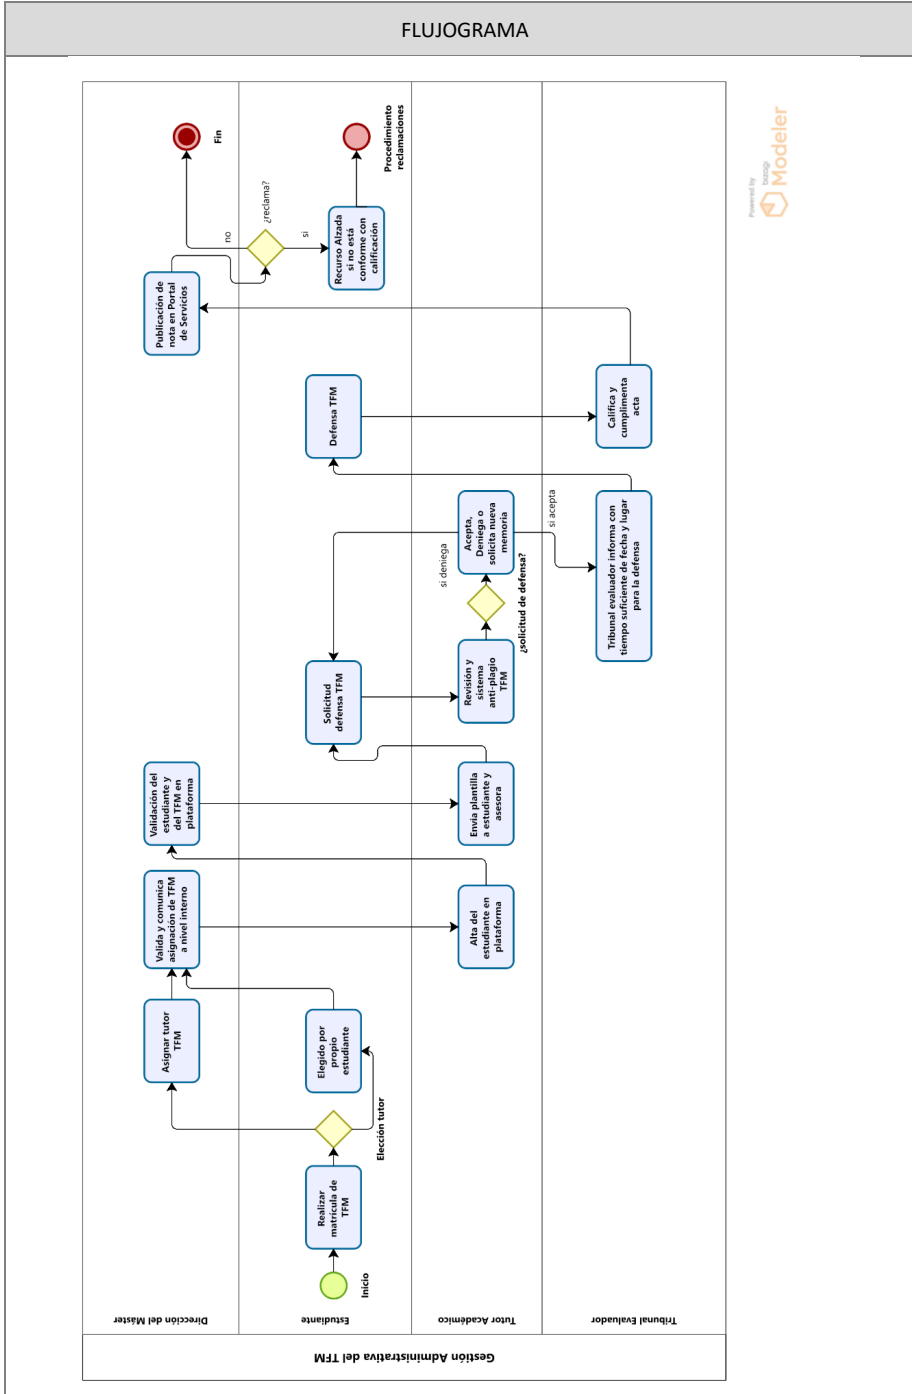 FLUJOGRAMA
Gestión Administrativa del TFM
Dirección del Máster
Estudiante
Tutor Académico
Tribunal Evaluador
Inicio
Realizar
matrícula de
TFM
Elección tutor
Asignar tutor
TFM
Elegido por
propio
estudiante
Valida y comunica
asignación de TFM
a nivel interno
Alta del
estudiante en
plataforma
Validación del
estudiante y
del TFM en
plataforma
Envia plantilla
a estudiante y
asesora
Solicitud
defensa TFM
Revisión y
sistema
anti-plagio
TFM
¿solicitud de defensa?
Acepta,
Deniega o
solicita nueva
memoria
si deniega
si acepta
Tribunal evaluador informa con
tiempo suficiente de fecha y lugar
para la defensa
Defensa TFM
Califica y
cumplimenta
acta
Publicación de
nota en Portal
de Servicios
¿reclama?
no
si
Recurso Alzada
si no está
conforme con
calificación
Fin
Procedimiento
reclamaciones
Powered by
bizagi
Modeler